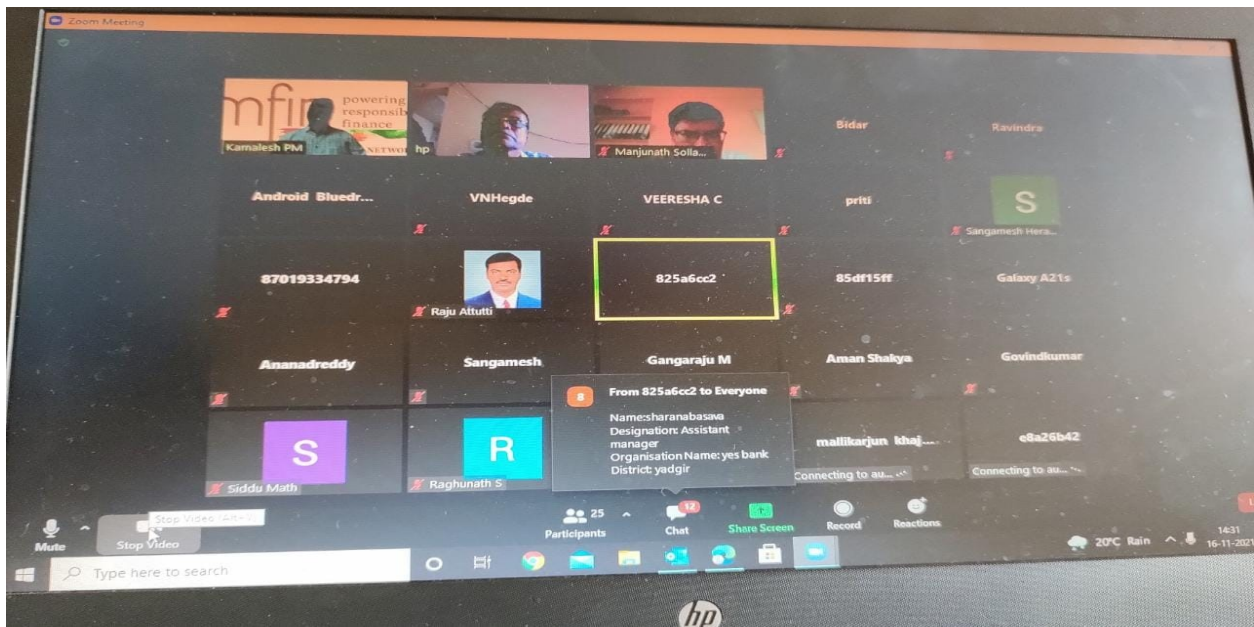 Zoom Meeting
mfin
powering
responsib
finance
NETWO
Kamalesh PM
hp
Manjunath Solla...
Bidar
Ravindra
Android Bluedr...
VNHegde
VEERESHA C
priti
S
Sangamesh Hera...
87019334794
Raju Altutti
825a6cc2
85df15ff
Galaxy A21s
Ananadreddy
Sangamesh
Gangaraju M
Aman Shakya
Govindkumar
8
From 825a6cc2 to Everyone
Name:sharanabasava
Designation: Assistant
manager
Organisation Name: yes bank
District: yadgir
S
Siddu Math
R
Raghunath S
mallikarjun khaj...
Connecting to au...
e8a26b42
Connecting to au...
Mute
Stop Video (Alt+
Stop Video
25
Participants
12
Chat
Share Screen
Record
Reactions
Type here to search
20°C Rain
14:31
16-11-2021
hp